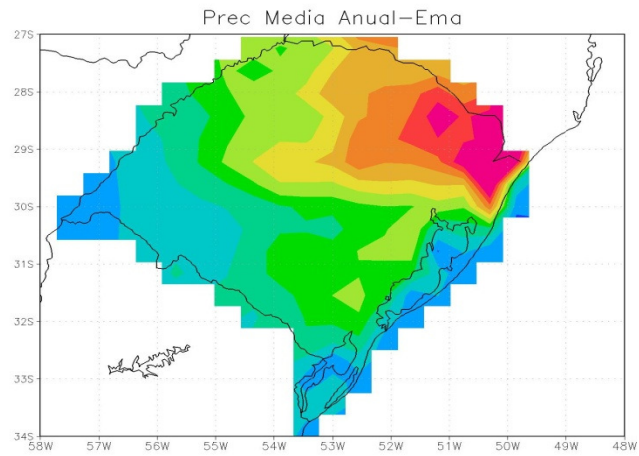 Prec Media Anual-Ema
27S
28S
29S
30S
31S
32S
33S
34S
58W 57W 56W 55W 54W 53W 52W 51W 50W 49W 48W